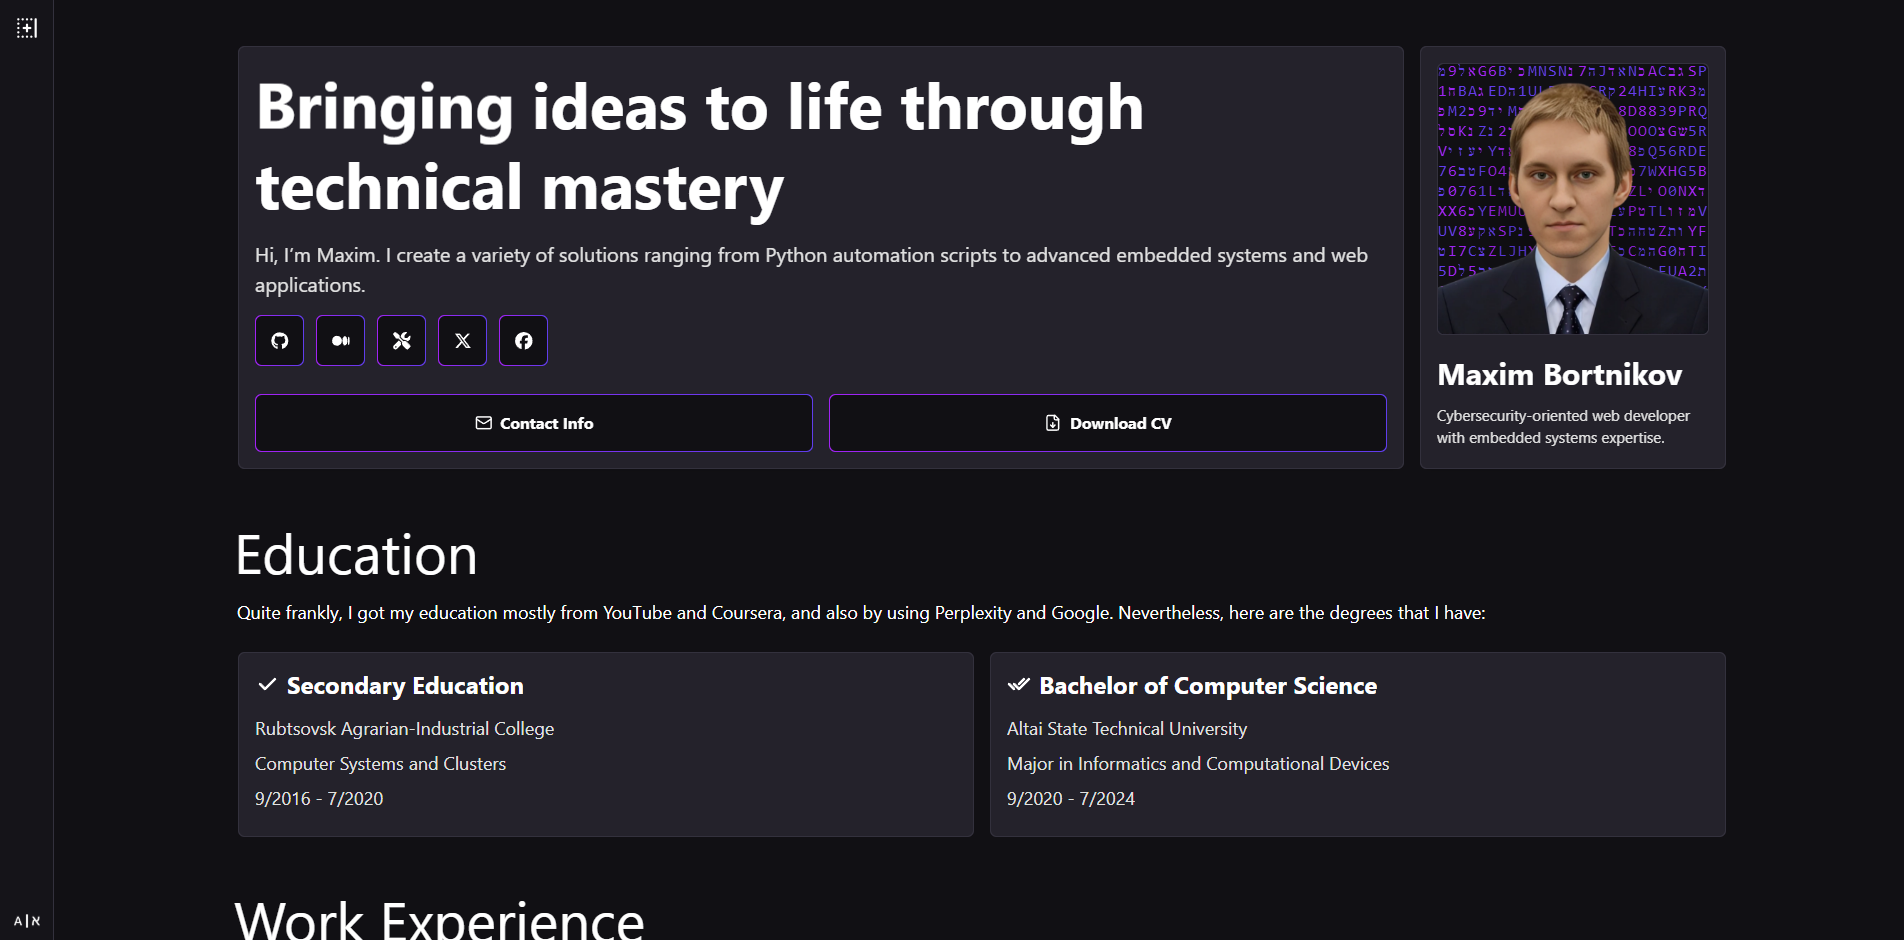 Bringing ideas to life through
technical mastery
Hi, I’m Maxim. I create a variety of solutions ranging from Python automation scripts to advanced embedded systems and web
applications.
Contact Info
Download CV
Maxim Bortnikov
Cybersecurity-oriented web developer
with embedded systems expertise.
Education
Quite frankly, I got my education mostly from YouTube and Coursera, and also by using Perplexity and Google. Nevertheless, here are the degrees that I have:
Secondary Education
Rubtsovsk Agrarian-Industrial College
Computer Systems and Clusters
9/2016 - 7/2020
Bachelor of Computer Science
Altai State Technical University
Major in Informatics and Computational Devices
9/2020 - 7/2024
Work Experience
A|א